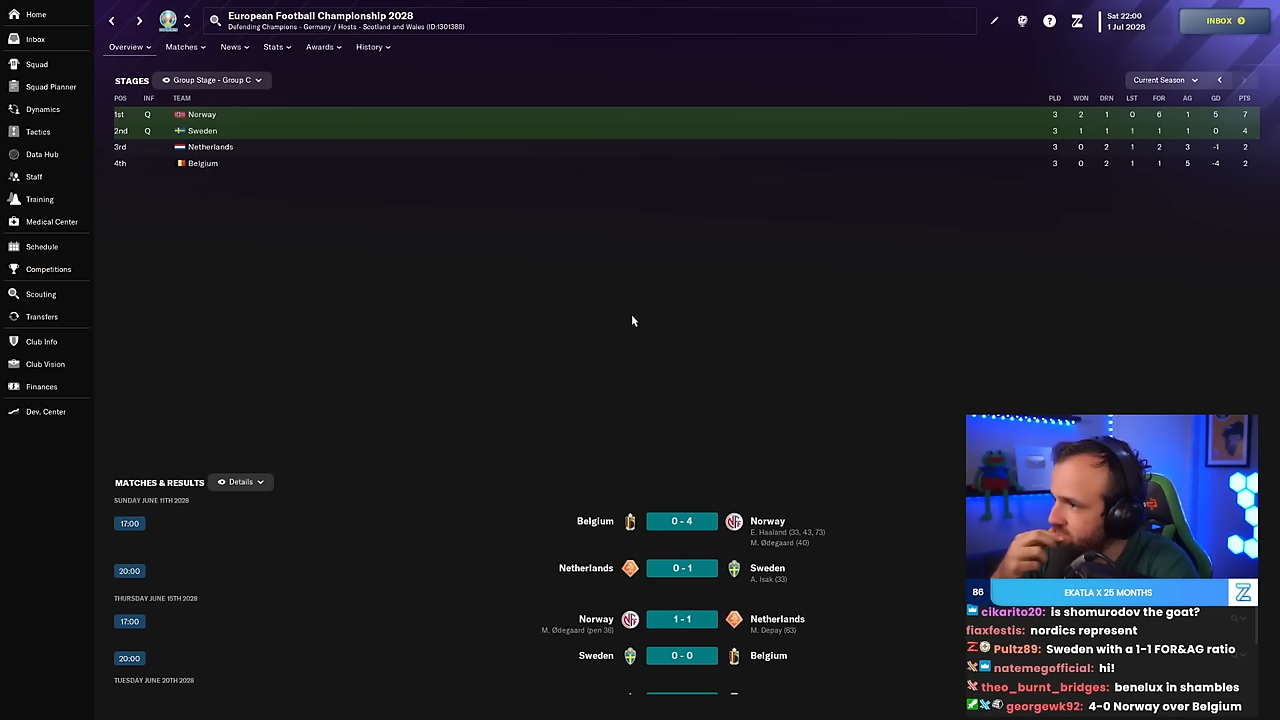 Home
Inbox
Squad
Squad Planner
Dynamics
Tactics
Data Hub
Staff
Training
Medical Center
Schedule
Competitions
Scouting
Transfers
Club Info
Club Vision
Finances
Dev. Center
European Football Championship 2028
Defending Champions - Germany / Hosts - Scotland and Wales (ID:1301388)
Sat 22:00
1 Jul 2028
INBOX
Overview Matches News Stats Awards History
STAGES Group Stage - Group C Current Season
POS INF TEAM PLD WON DRN LST FOR AG GD PTS
1st Q Norway 3 2 1 0 6 1 5 7
2nd Q Sweden 3 1 1 1 1 1 0 4
3rd Netherlands 3 0 2 1 2 3 -1 2
4th Belgium 3 0 2 1 1 5 -4 2
MATCHES & RESULTS Details
SUNDAY JUNE 11TH 2028
17:00 Belgium 0 - 4 Norway
E. Haaland (33, 43, 73)
M. Ødegaard (40)
20:00 Netherlands 0 - 1 Sweden
A. Isak (33)
THURSDAY JUNE 15TH 2028
17:00 Norway 1 - 1 Netherlands
M. Ødegaard (pen 36) M. Depay (63)
20:00 Sweden 0 - 0 Belgium
TUESDAY JUNE 20TH 2028
86 EKATLA X 25 MONTHS
cikarito20: is shomurodov the goat?
fiaxfestis: nordics represent
Pultz89: Sweden with a 1-1 FOR&AG ratio
natemegofficial: hi!
theo_burnt_bridges: benelux in shambles
georgewk92: 4-0 Norway over Belgium